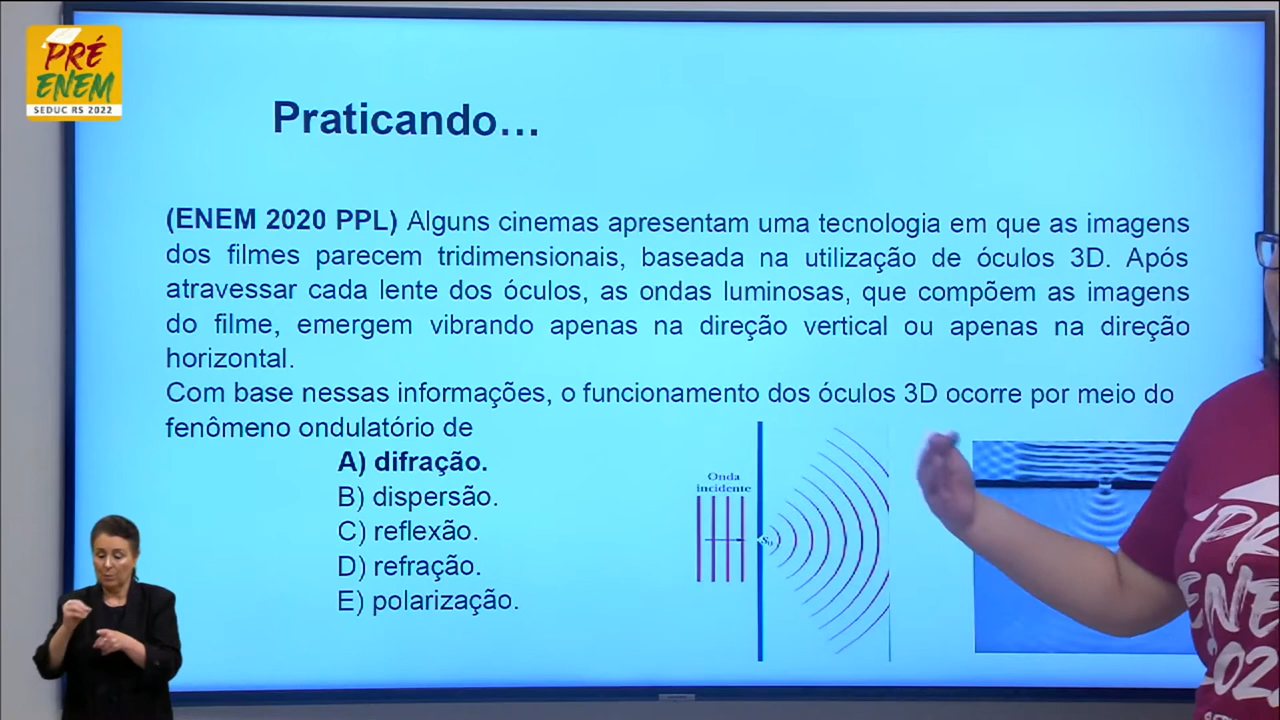 PRÉ
ENEM
SEDUC RS 2022
Praticando...
(ENEM 2020 PPL) Alguns cinemas apresentam uma tecnologia em que as imagens
dos filmes parecem tridimensionais, baseada na utilização de óculos 3D. Após
atravessar cada lente dos óculos, as ondas luminosas, que compõem as imagens
do filme, emergem vibrando apenas na direção vertical ou apenas na direção
horizontal.
Com base nessas informações, o funcionamento dos óculos 3D ocorre por meio do
fenômeno ondulatório de
A) difração.
B) dispersão.
C) reflexão.
D) refração.
E) polarização.
Onda
incidente